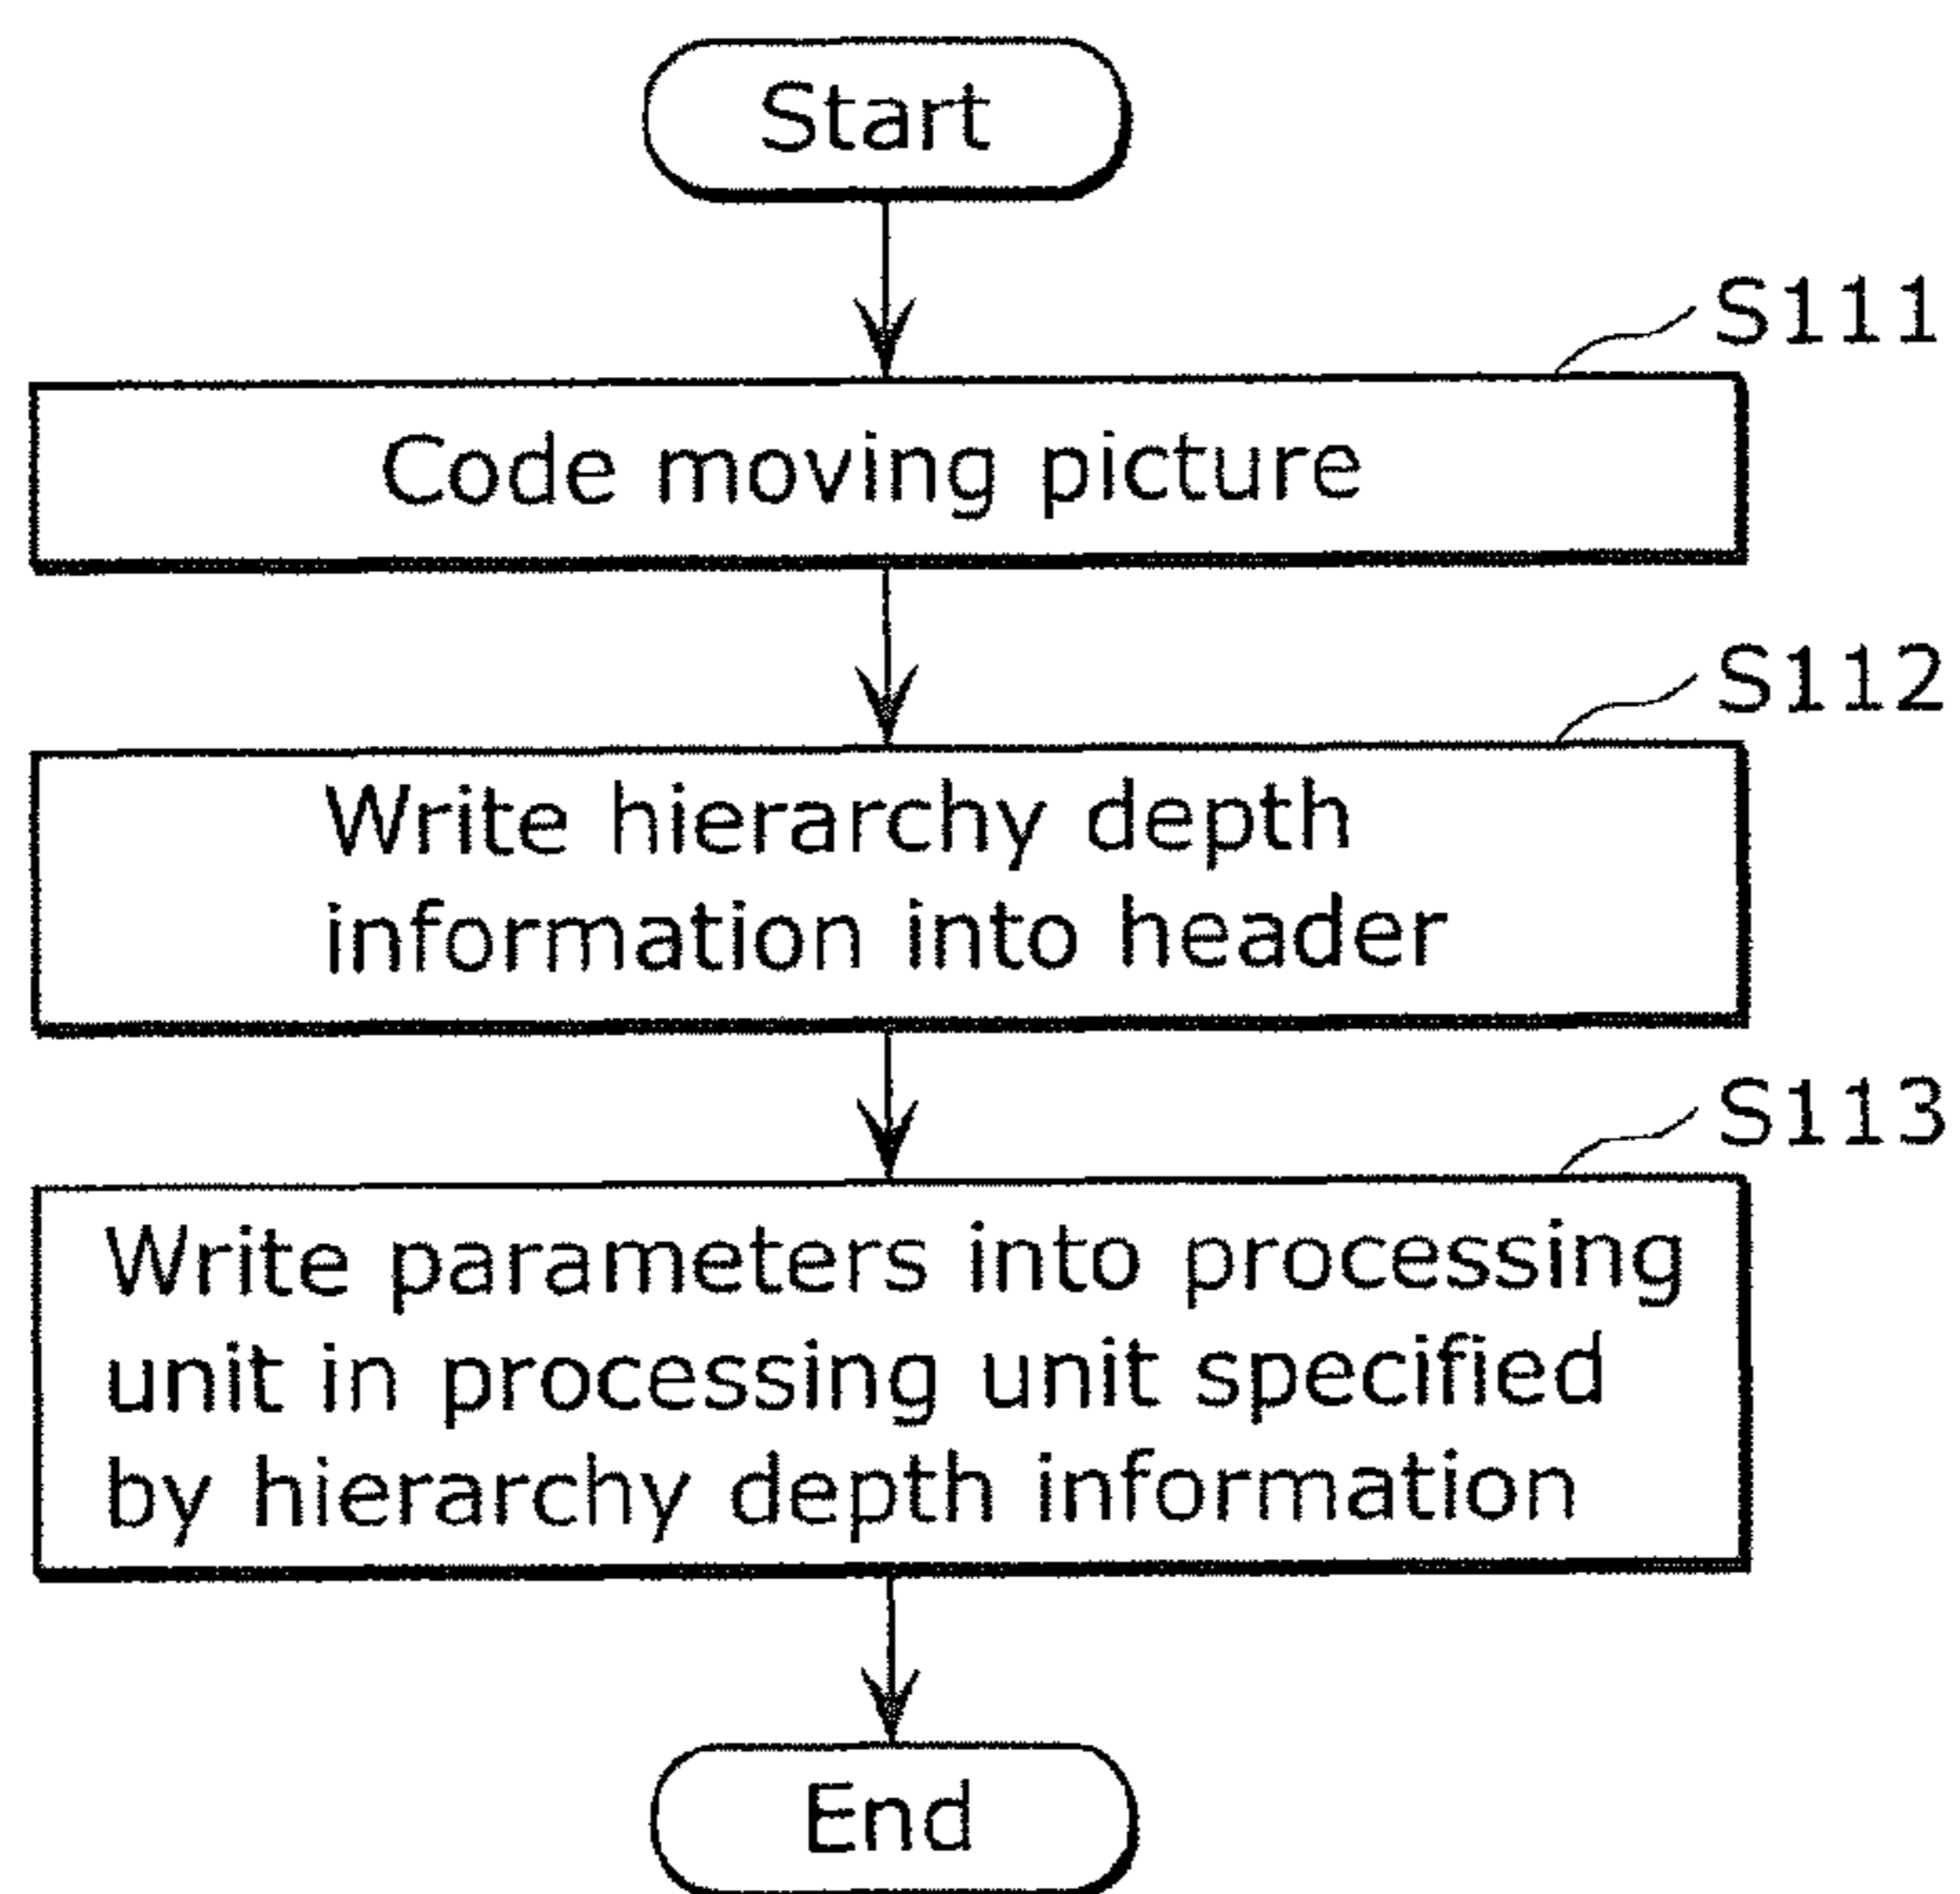 Start
S111
Code moving picture
S112
Write hierarchy depth
information into header
S113
Write parameters into processing
unit in processing unit specified
by hierarchy depth information
End